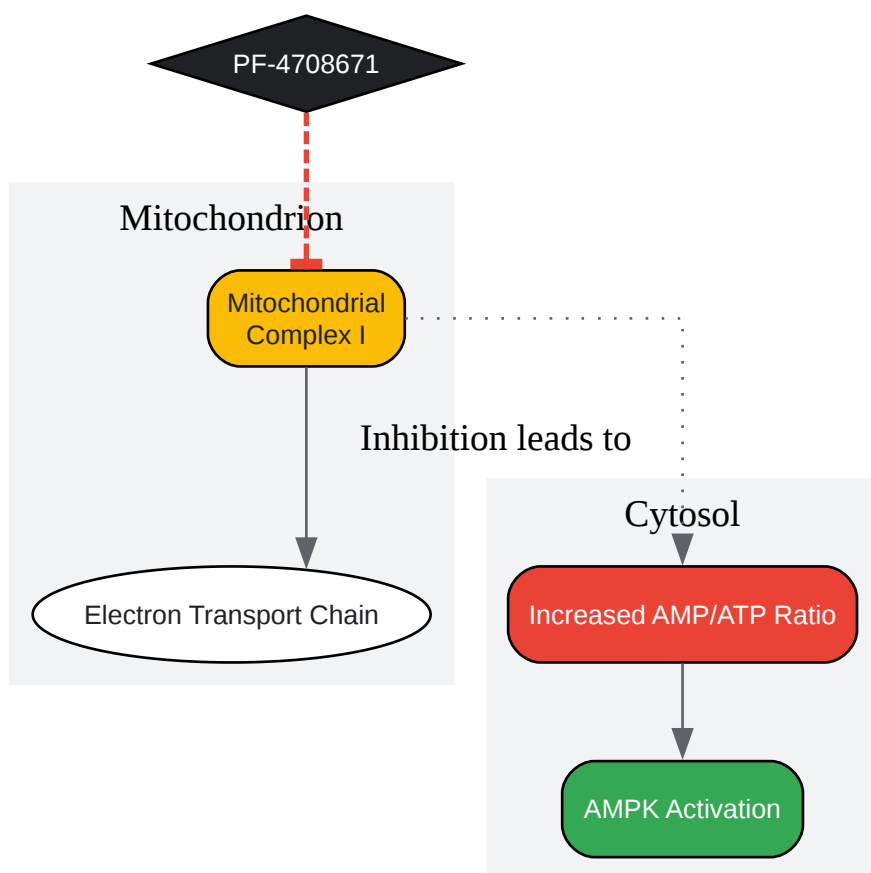 PF-4708671
Mitochondrion
Mitochondrial
Complex I
Inhibition leads to
Cytosol
Electron Transport Chain
Increased AMP/ATP Ratio
AMPK Activation